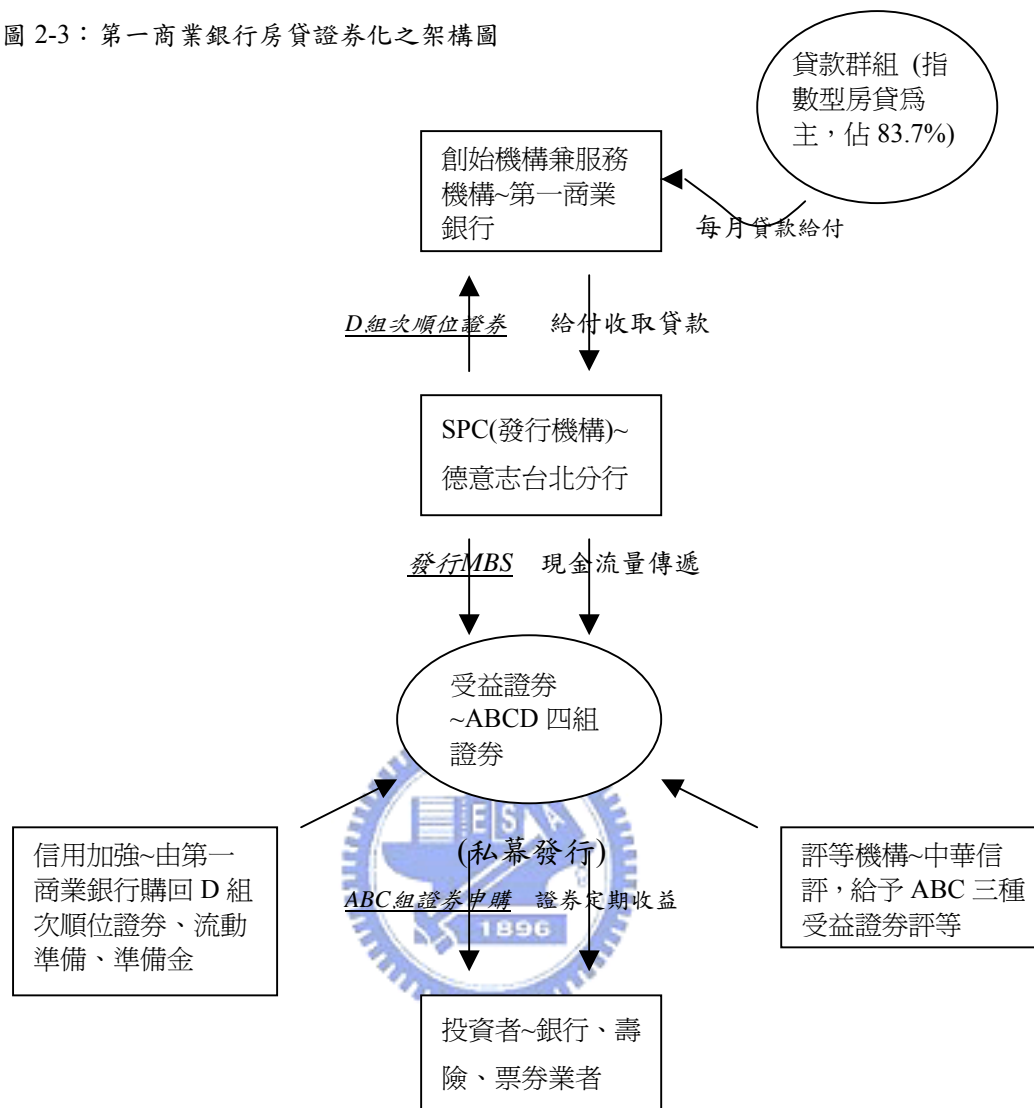 圖 2-3：第一商業銀行房貸證券化之架構圖
貸款群組 (指
數型房貸為
主，佔 83.7%)
創始機構兼服務
機構~第一商業
銀行
每月貸款給付
D組次順位證券 給付收取貸款
SPC(發行機構)~
德意志台北分行
發行MBS 現金流量傳遞
受益證券
~ABCD 四組
證券
信用加強~由第一
商業銀行購回 D 組
次順位證券、流動
準備、準備金
(私幕發行)
ABC組證券申購 證券定期收益
1896
評等機構~中華信
評，給予 ABC 三種
受益證券評等
投資者~銀行、壽
險、票券業者